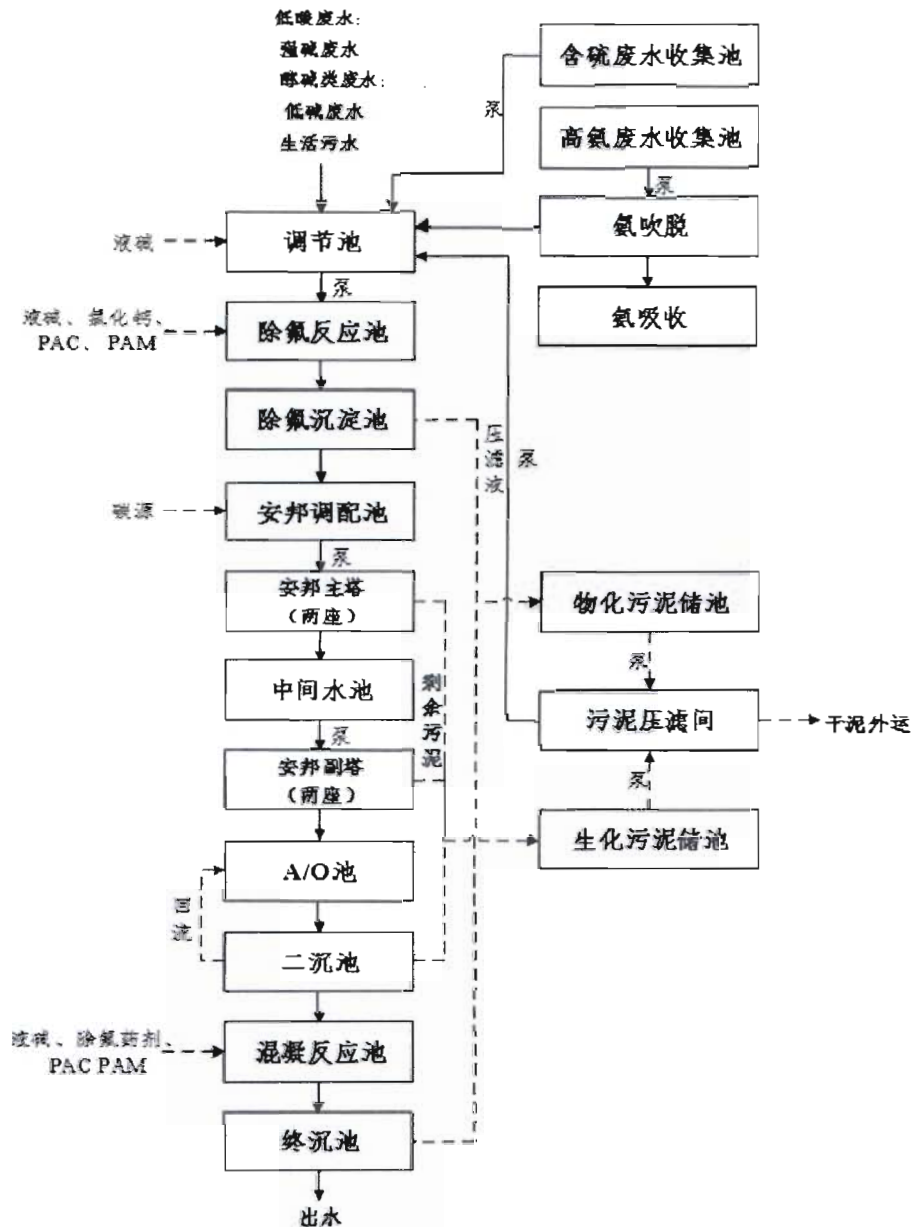 低酸废水:
强碱废水
醇碱类废水:
低碱废水
生活污水
含硫废水收集池
泵
高氨废水收集池
泵
氨吹脱
氨吸收
液碱
调节池
泵
液碱、氯化钙、
PAC、 PAM
除氟反应池
除氟沉淀池
压滤液
泵
碳源
安邦调配池
泵
安邦主塔
(两座)
物化污泥储池
泵
中间水池
剩余污泥
污泥压滤间
干泥外运
泵
安邦副塔
(两座)
泵
生化污泥储池
A/O池
回流
二沉池
液碱、除氟药剂、
PAC PAM
混凝反应池
终沉池
出水